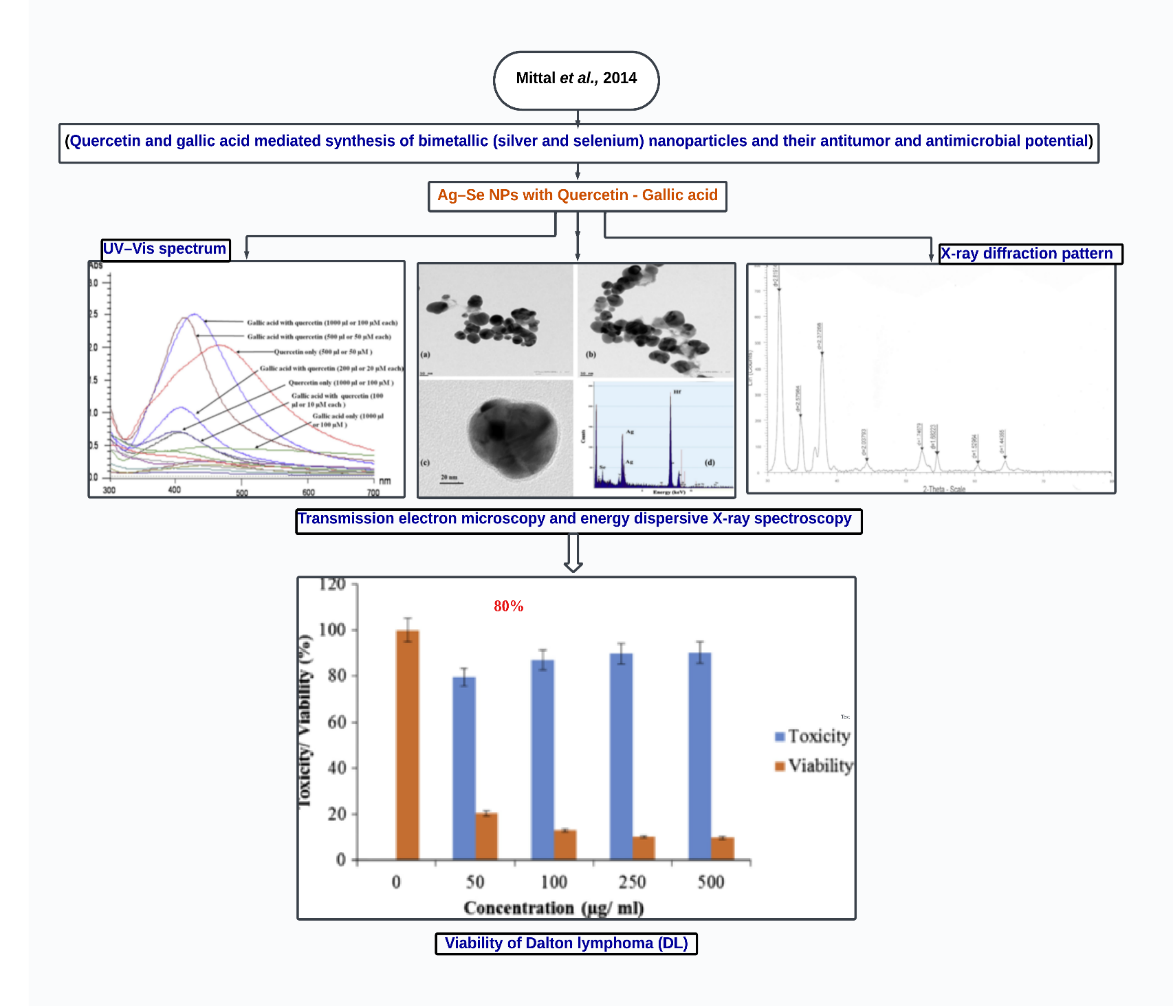 Mittal et al., 2014
(Quercetin and gallic acid mediated synthesis of bimetallic (silver and selenium) nanoparticles and their antitumor and antimicrobial potential)
Ag–Se NPs with Quercetin - Gallic acid
UV–Vis spectrum
X-ray diffraction pattern
Gallic acid with quercetin (1000 µl or 100 µM each)
Gallic acid with quercetin (500 µl or 50 µM each)
Quercetin only (500 µl or 50 µM )
Gallic acid with quercetin (200 µl or 20 µM each)
Quercetin only (1000 µl or 100 µM )
Gallic acid with quercetin (100
µl or 10 µM each )
Gallic acid only (1000 µl
or 100 µM )
300
400
500
600
700
nm
(a)
(b)
(c)
20 nm
(d)
Ag
Ag
Counts
Energy (keV)
2-Theta - Scale
Transmission electron microscopy and energy dispersive X-ray spectroscopy
80%
Toxicity/ Viability (%)
120
100
80
60
40
20
0
0
50
100
250
500
Concentration (µg/ ml)
Toxicity
Viability
Viability of Dalton lymphoma (DL)